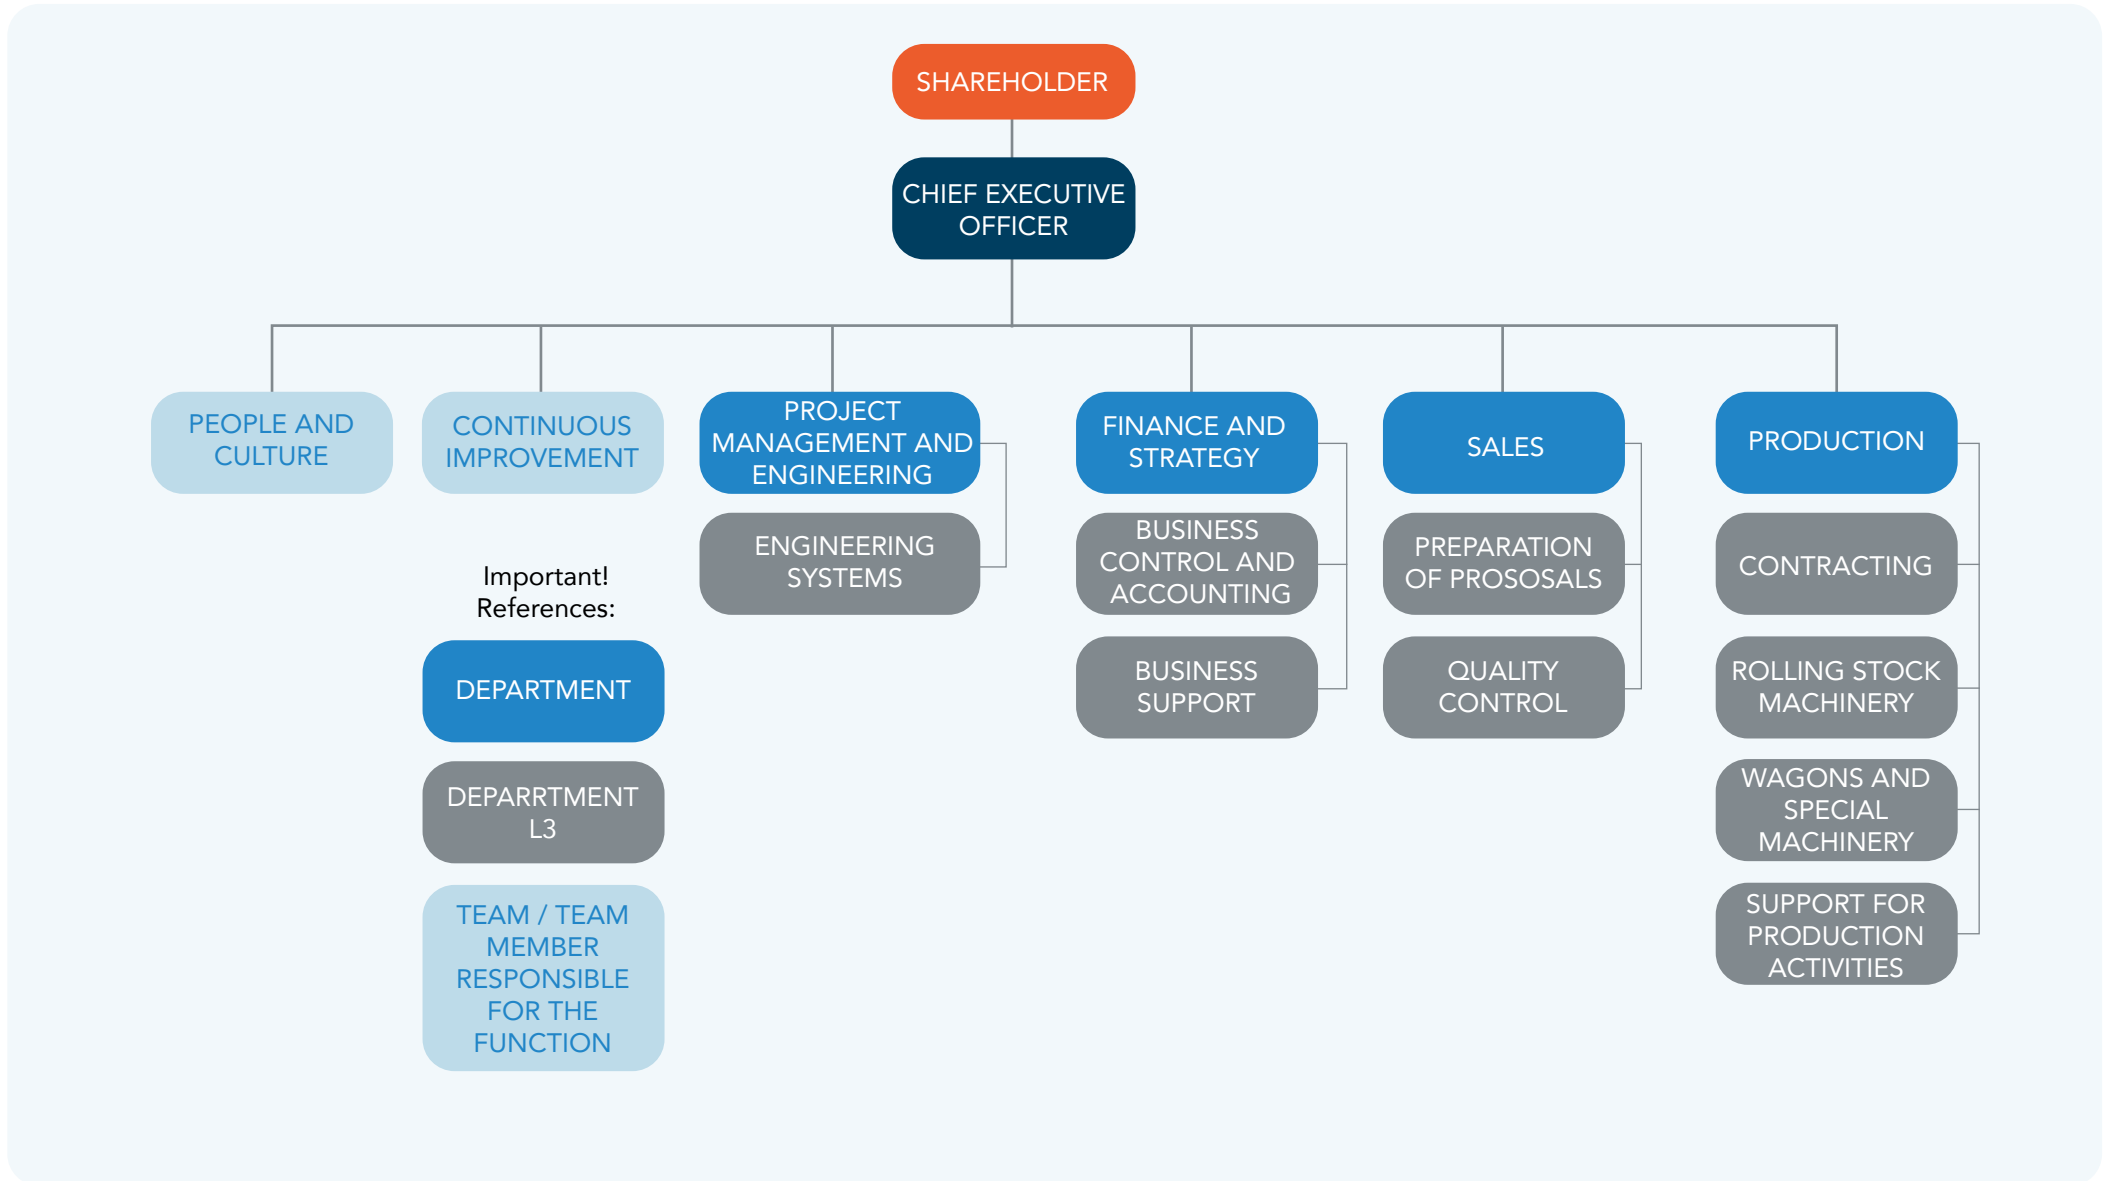 SHAREHOLDER
CHIEF EXECUTIVE
OFFICER
PEOPLE AND
CULTURE
CONTINUOUS
IMPROVEMENT
PROJECT
MANAGEMENT AND
ENGINEERING
FINANCE AND
STRATEGY
SALES
PRODUCTION
ENGINEERING
SYSTEMS
BUSINESS
CONTROL AND
ACCOUNTING
PREPARATION
OF PROSOSALS
CONTRACTING
Important!
References:
DEPARTMENT
BUSINESS
SUPPORT
QUALITY
CONTROL
ROLLING STOCK
MACHINERY
DEPARRTMENT
L3
WAGONS AND
SPECIAL
MACHINERY
TEAM / TEAM
MEMBER
RESPONSIBLE
FOR THE
FUNCTION
SUPPORT FOR
PRODUCTION
ACTIVITIES